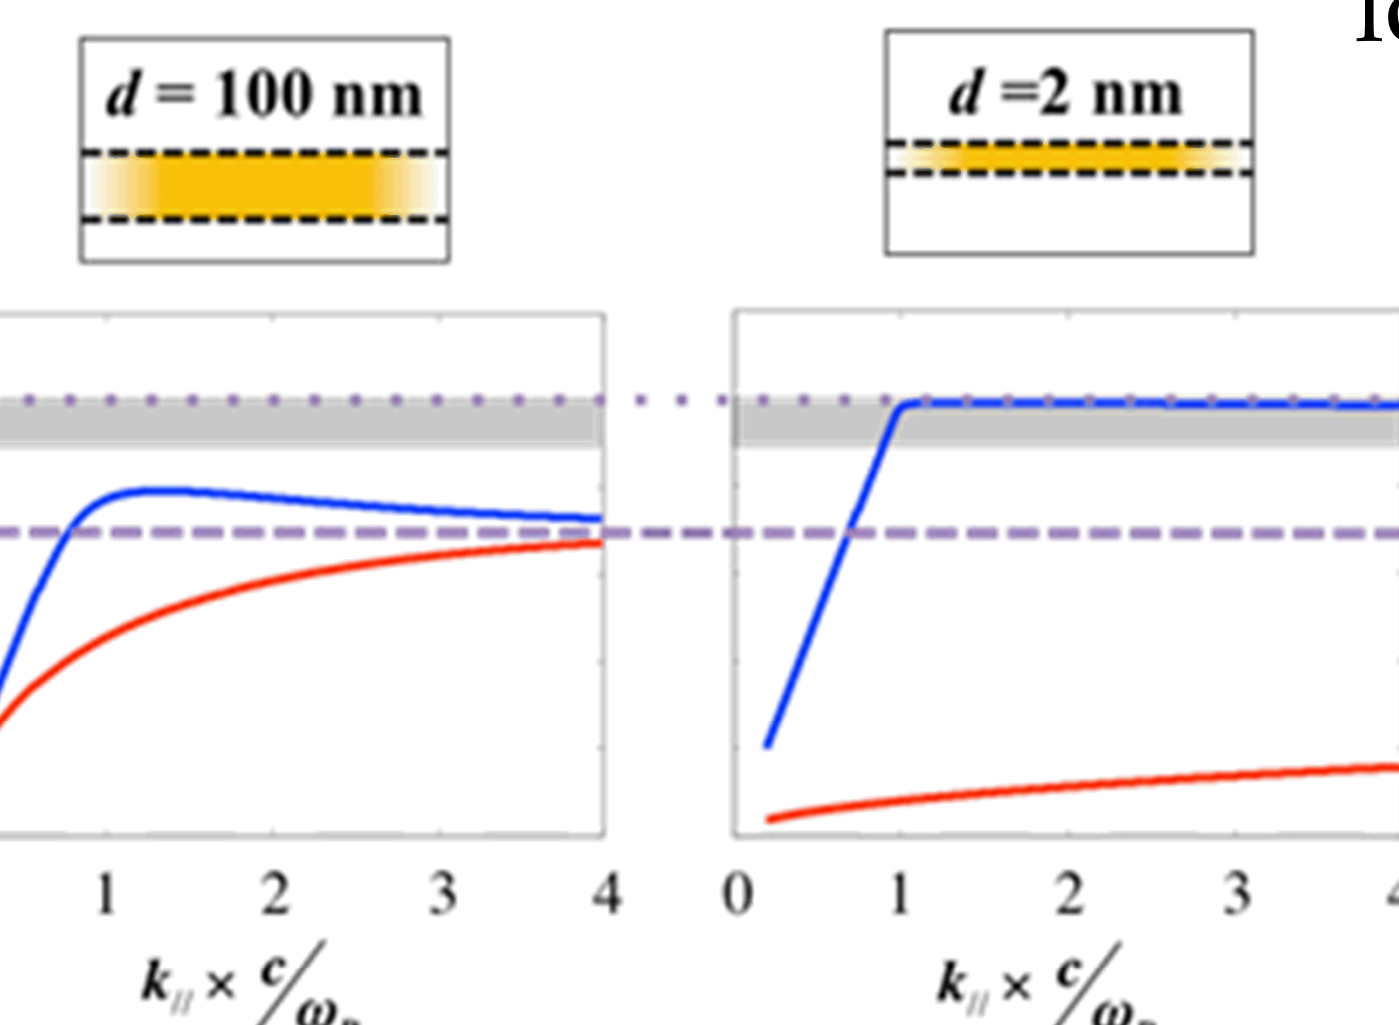 d = 100 nm
d =2 nm
1 2 3 4
0 1 2 3
k// × c/ω
k// × c/ω